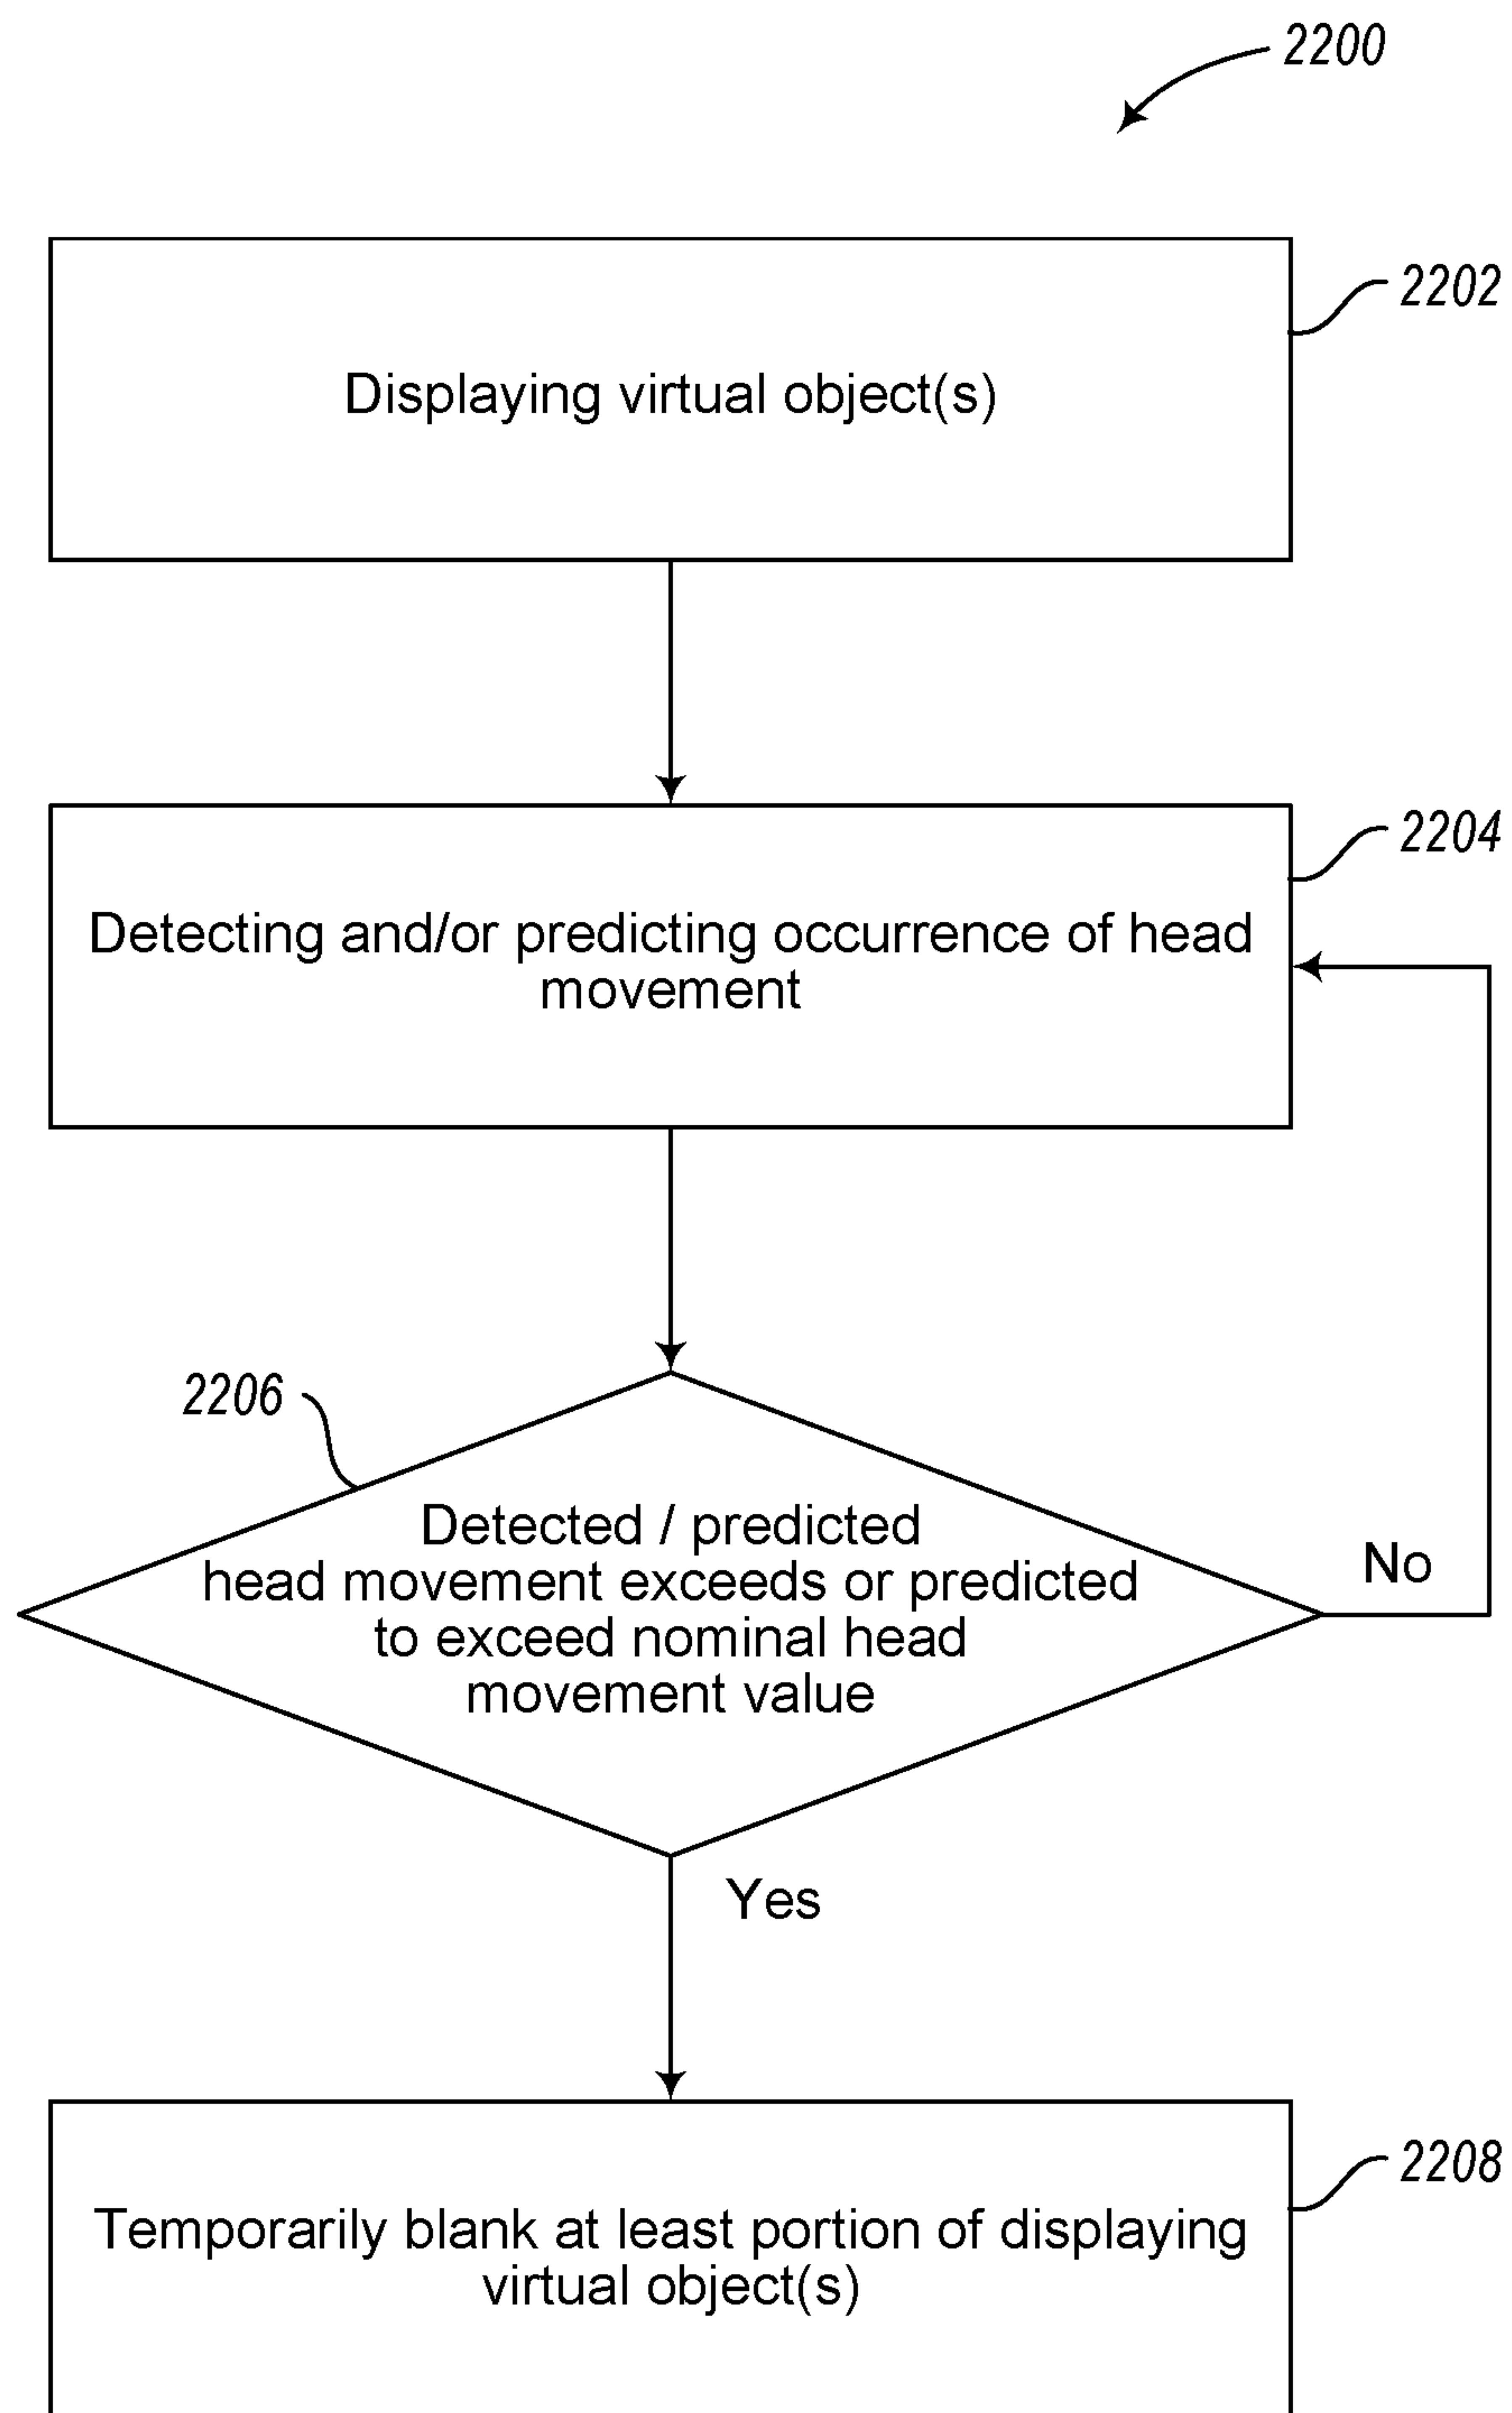 2200
2202
Displaying virtual object(s)
2204
Detecting and/or predicting occurrence of head
movement
2206
Detected / predicted
head movement exceeds or predicted
to exceed nominal head
movement value
No
Yes
2208
Temporarily blank at least portion of displaying
virtual object(s)